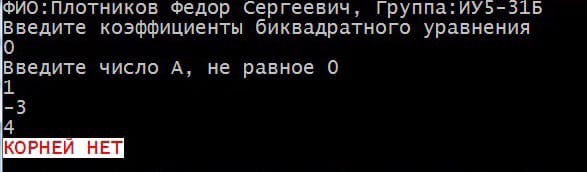 ФИО:Плотников Федор Сергеевич, Группа:ИУ5-31Б
Введите коэффициенты биквадратного уравнения
0
Введите число А, не равное 0
1
-3
4
КОРНЕЙ НЕТ